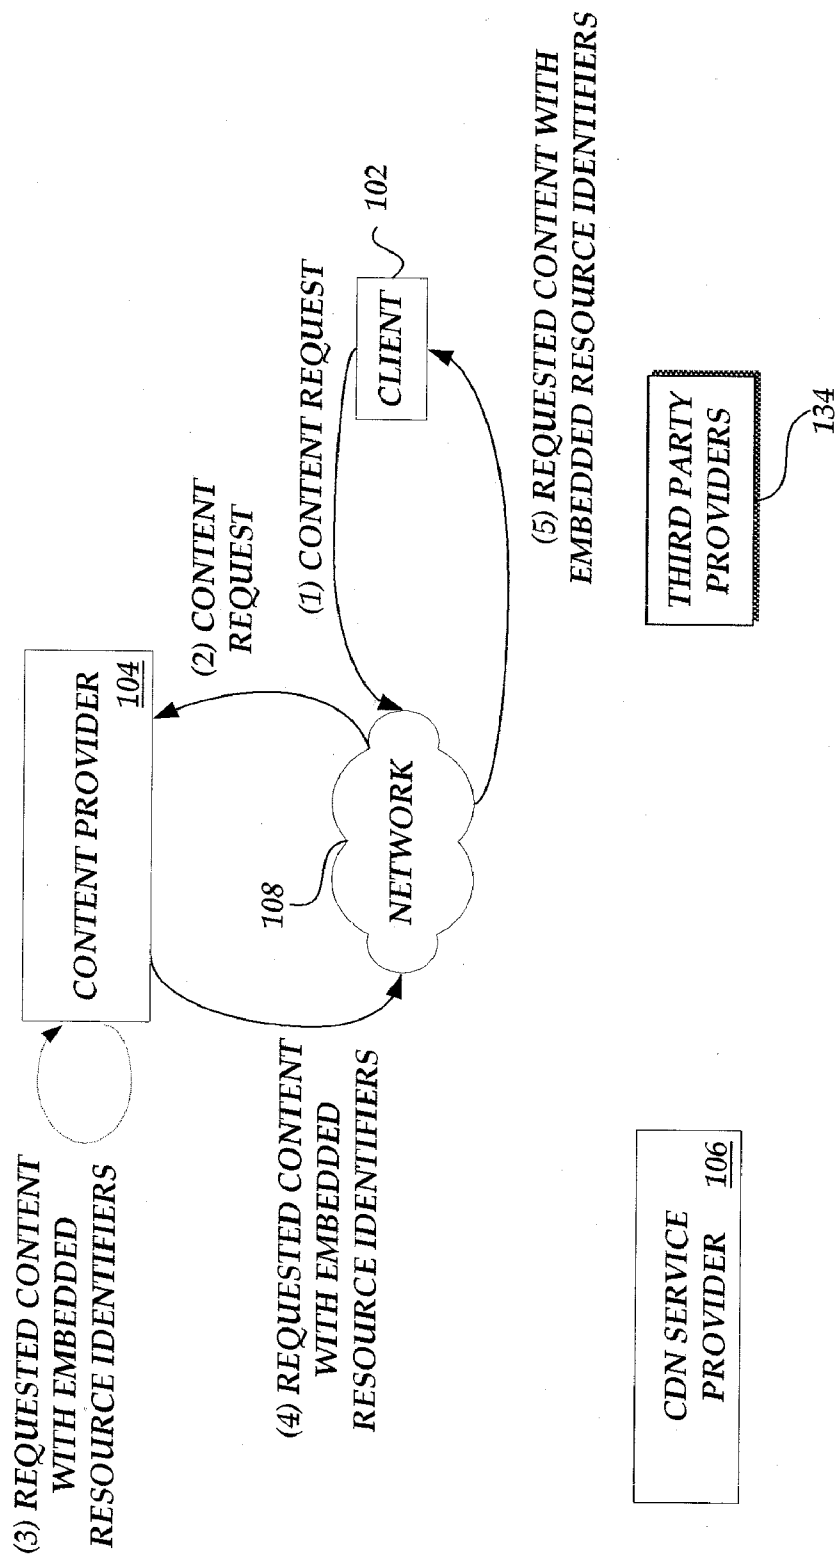 (3) REQUESTED CONTENT
WITH EMBEDDED
RESOURCE IDENTIFIERS
CONTENT PROVIDER
104
(2) CONTENT
REQUEST
(4) REQUESTED CONTENT
WITH EMBEDDED
RESOURCE IDENTIFIERS
108
NETWORK
(1) CONTENT REQUEST
CLIENT
102
(5) REQUESTED CONTENT WITH
EMBEDDED RESOURCE IDENTIFIERS
CDN SERVICE
PROVIDER
106
THIRD PARTY
PROVIDERS
134